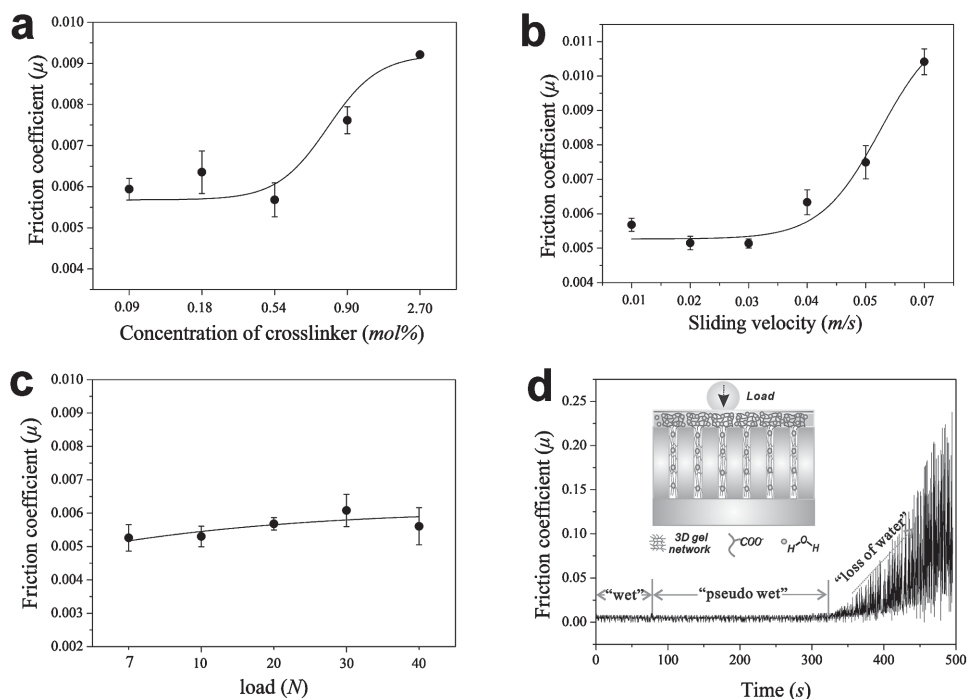 a
0.010
0.009
0.008
0.007
0.006
0.005
0.004
Friction coefficient (μ)
0.09 0.18 0.54 0.90 2.70
Concentration of crosslinker (mol%)
b
0.011
0.010
0.009
0.008
0.007
0.006
0.005
0.004
Friction coefficient (μ)
0.01 0.02 0.03 0.04 0.05 0.07
Sliding velocity (m/s)
c
0.010
0.009
0.008
0.007
0.006
0.005
0.004
0.003
0.002
Friction coefficient (μ)
7 10 20 30 40
load (N)
d
0.25
0.20
0.15
0.10
0.05
0.00
Friction coefficient (μ)
Load
3D gel
network
COO⁻
H O H
“wet”
“pseudo wet”
“loss of water”
0 100 200 300 400 500
Time (s)